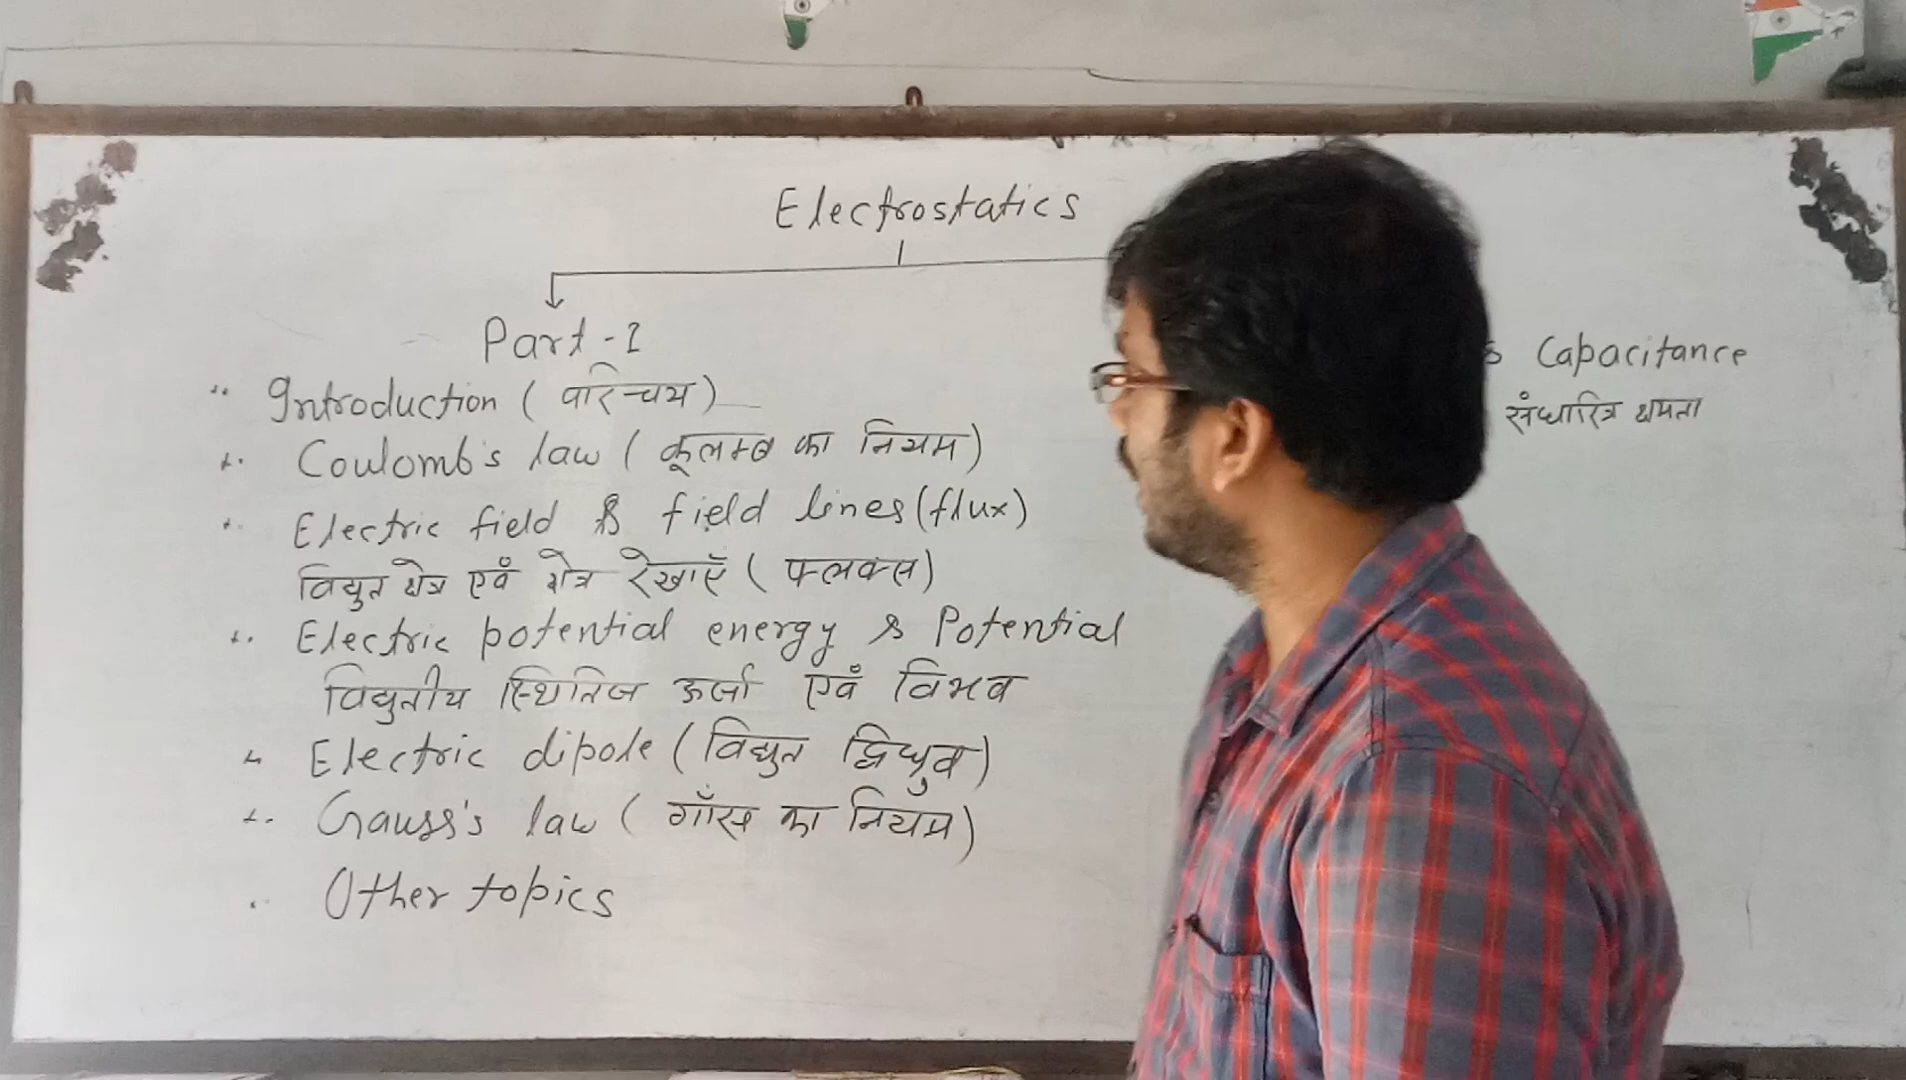 Electrostatics
Part-1
Introduction (परिचय)
Coulomb's law (कूलम्ब का नियम)
Electric field & field lines (flux)
विद्युत क्षेत्र एवं क्षेत्र रेखाएँ (फ्लक्स)
Electric potential energy & Potential
विद्युतीय स्थितिज ऊर्जा एवं विभव
Electric dipole (विद्युत द्विध्रुव)
Gauss's law (गॉस का नियम)
Other topics
& Capacitance
संधारित्र क्षमता